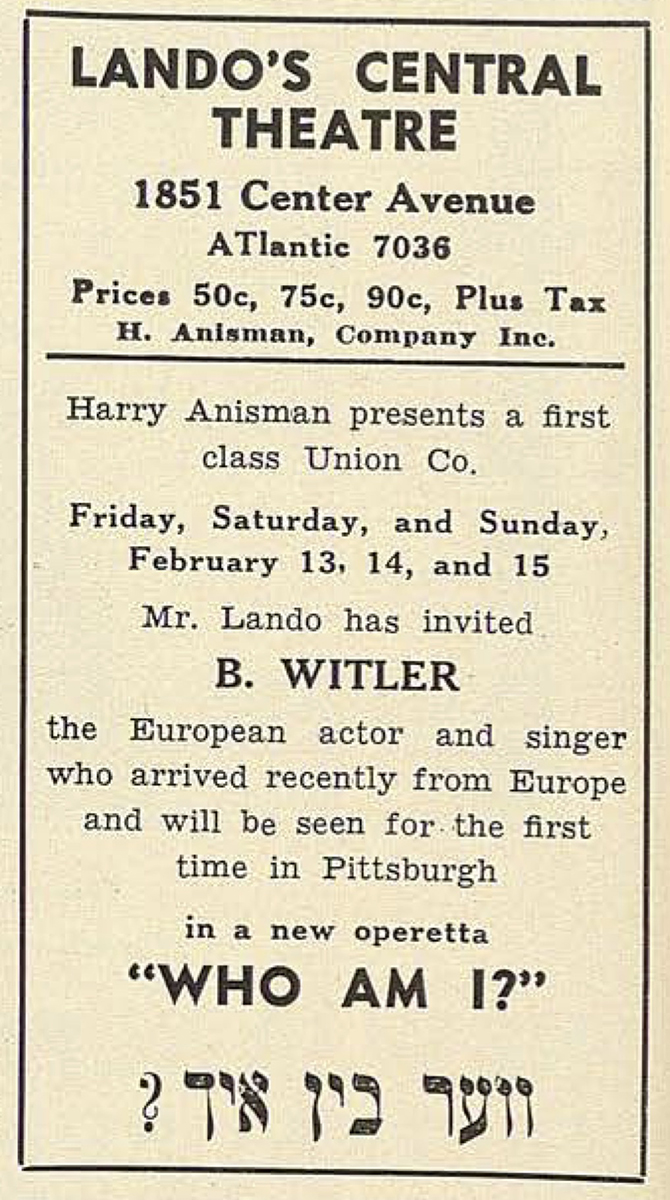 LANDO'S CENTRAL
THEATRE
1851 Center Avenue
ATlantic 7036
Prices 50c, 75c, 90c, Plus Tax
H. Anisman, Company Inc.
Harry Anisman presents a first
class Union Co.
Friday, Saturday, and Sunday,
February 13, 14, and 15
Mr. Lando has invited
B. WITLER
the European actor and singer
who arrived recently from Europe
and will be seen for the first
time in Pittsburgh
in a new operetta
"WHO AM I?"
ווער בין איך ?